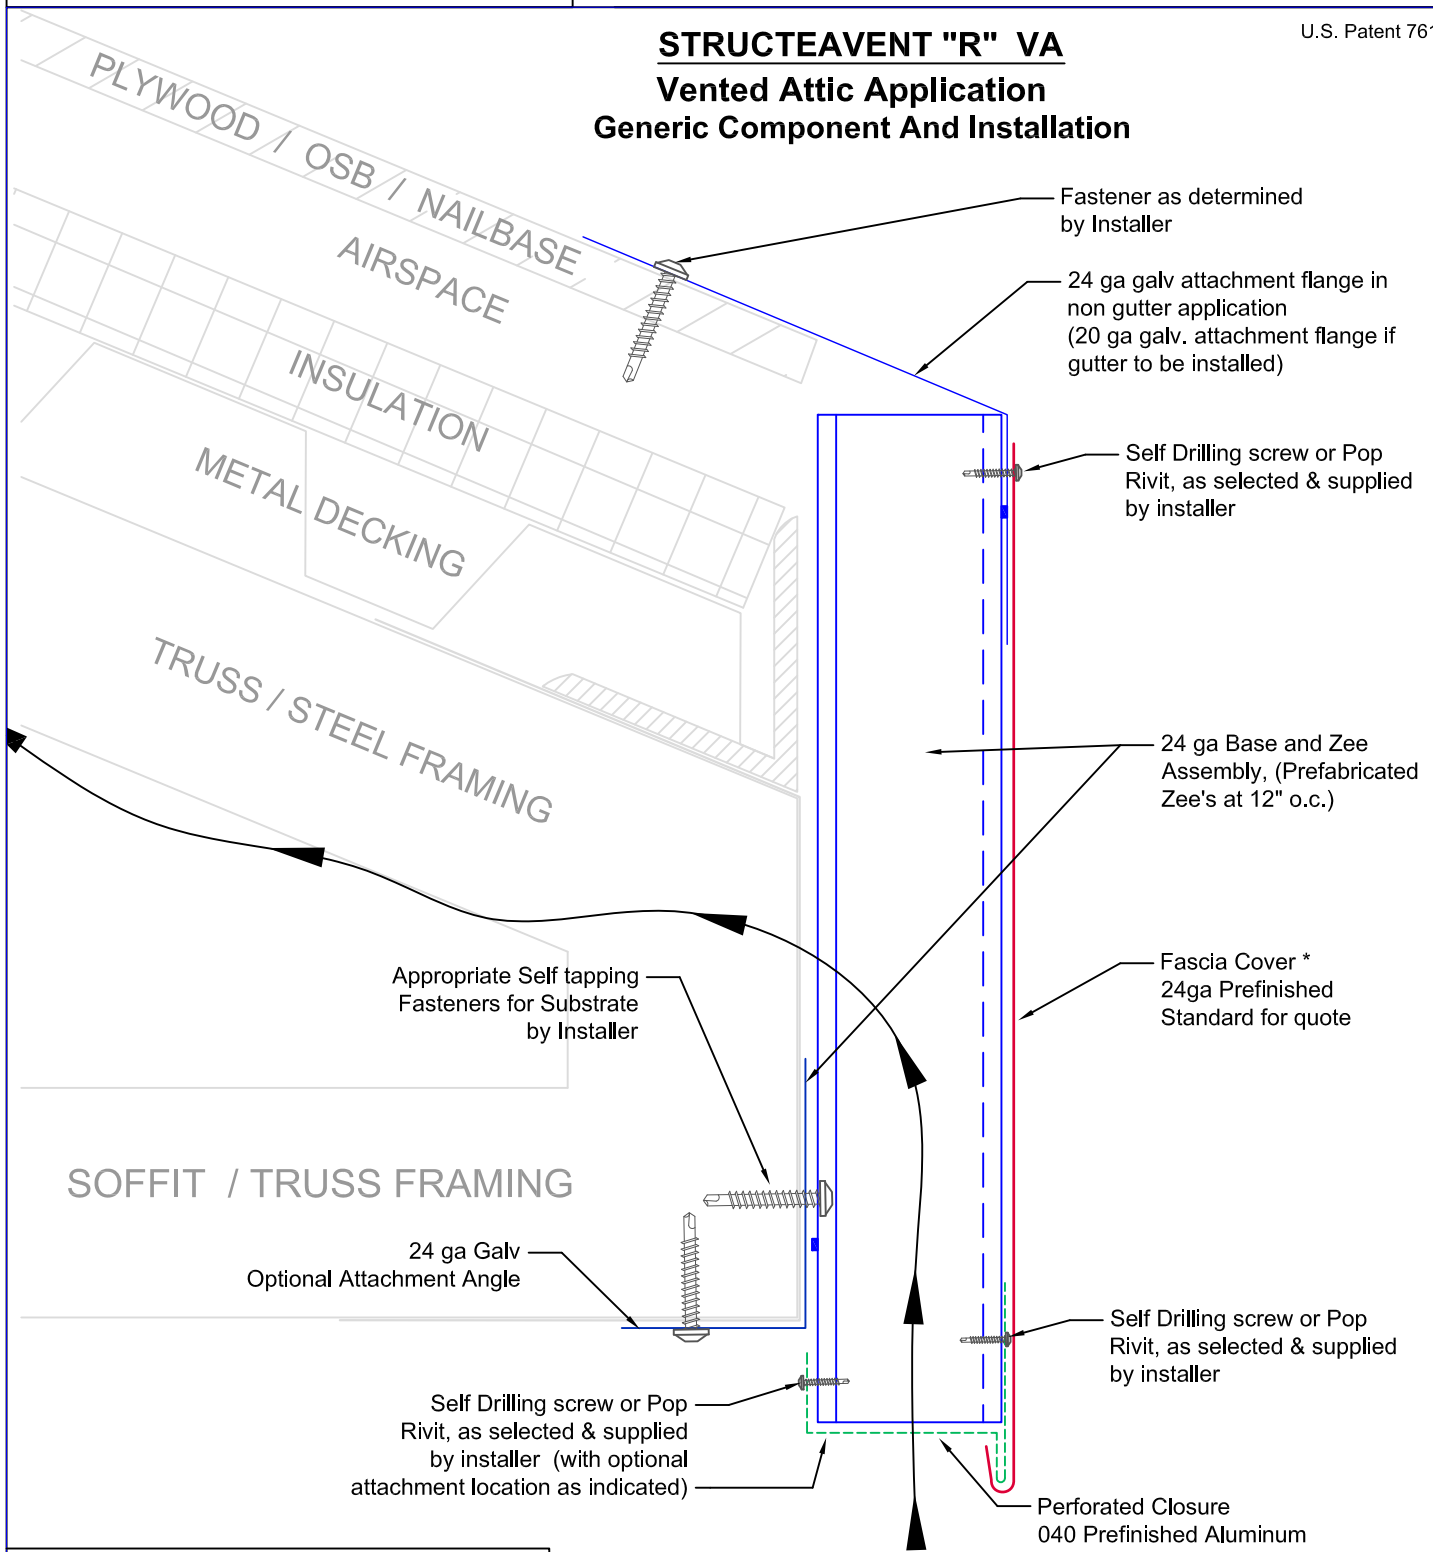 U.S. Patent 761
STRUCTEAVENT "R" VA
Vented Attic Application
Generic Component And Installation
PLYWOOD / OSB / NAILBASE
AIRSPACE
INSULATION
METAL DECKING
TRUSS / STEEL FRAMING
SOFFIT / TRUSS FRAMING
Fastener as determined
by Installer
24 ga galv attachment flange in
non gutter application
(20 ga galv. attachment flange if
gutter to be installed)
Self Drilling screw or Pop
Rivit, as selected & supplied
by installer
24 ga Base and Zee
Assembly, (Prefabricated
Zee's at 12" o.c.)
Fascia Cover *
24ga Prefinished
Standard for quote
Appropriate Self tapping
Fasteners for Substrate
by Installer
24 ga Galv
Optional Attachment Angle
Self Drilling screw or Pop
Rivit, as selected & supplied
by installer
Self Drilling screw or Pop
Rivit, as selected & supplied
by installer (with optional
attachment location as indicated)
Perforated Closure
040 Prefinished Aluminum